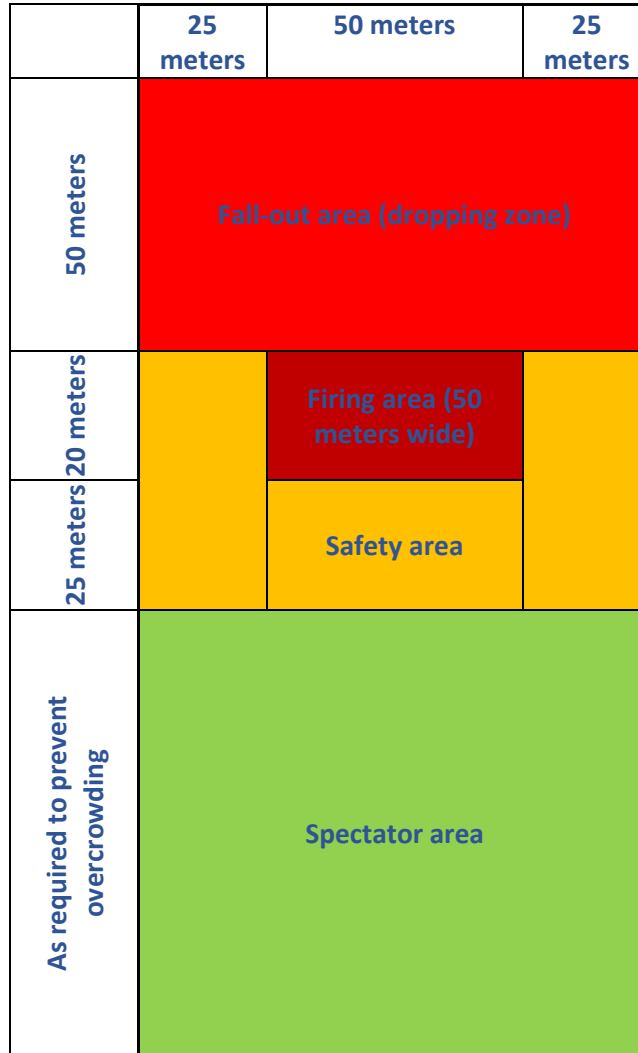 25
meters
50 meters
25
meters
50 meters
Fall-out area (dropping zone)
20 meters
Firing area (50
meters wide)
25 meters
Safety area
As required to prevent
overcrowding
Spectator area